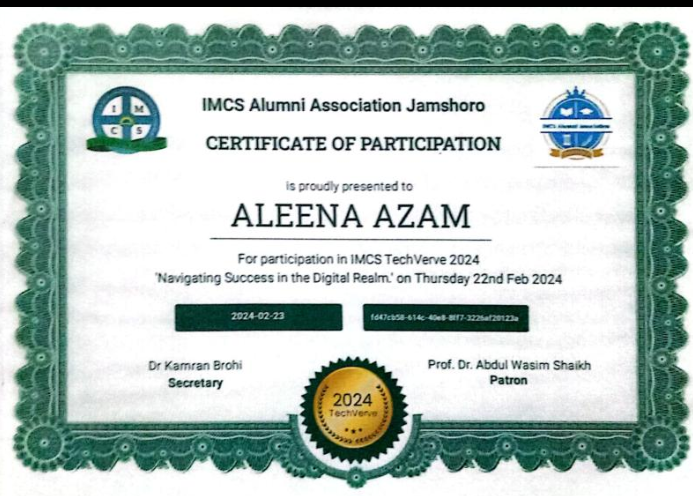 I M
C S
IMCS Alumni Association Jamshoro
IMCS Alumni Association
CERTIFICATE OF PARTICIPATION
is proudly presented to
ALEENA AZAM
For participation in IMCS TechVerve 2024
'Navigating Success in the Digital Realm.' on Thursday 22nd Feb 2024
2024-02-23
fd47cb58-614c-40e8-8ff7-3226ef20123a
Dr Kamran Brohi
Secretary
Prof. Dr. Abdul Wasim Shaikh
Patron
2024
TechVerve